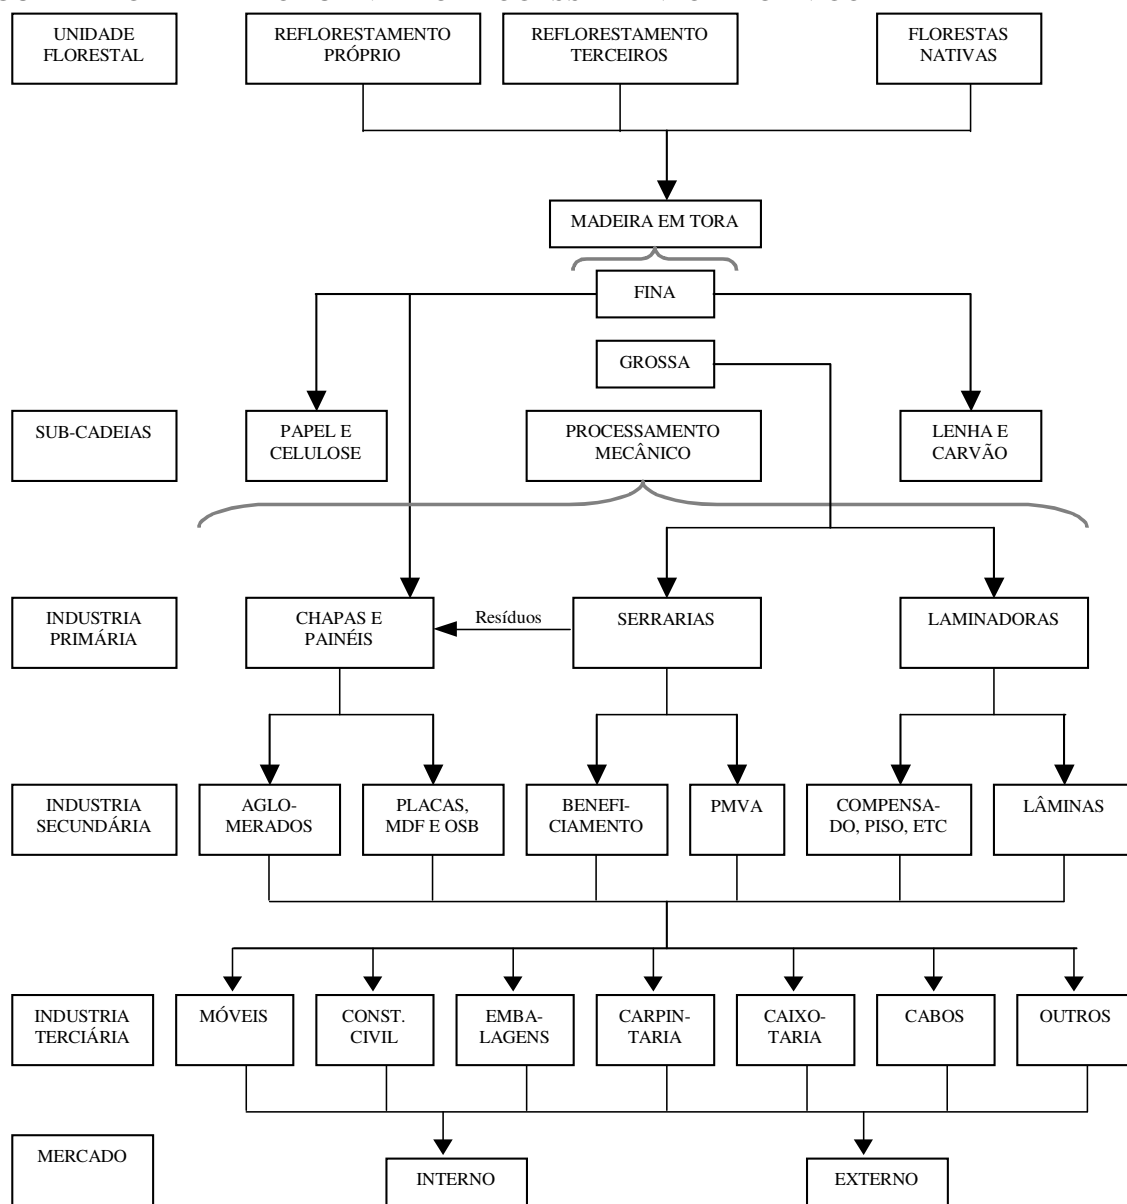 UNIDADE
FLORESTAL
REFLORESTAMENTO
PRÓPRIO
REFLORESTAMENTO
TERCEIROS
FLORESTAS
NATIVAS
MADEIRA EM TORA
FINA
GROSSA
SUB-CADEIAS
PAPEL E
CELULOSE
PROCESSAMENTO
MECÂNICO
LENHA E
CARVÃO
INDUSTRIA
PRIMÁRIA
CHAPAS E
PAINÉIS
Resíduos
SERRARIAS
LAMINADORAS
INDUSTRIA
SECUNDÁRIA
AGLO-
MERADOS
PLACAS,
MDF E OSB
BENEFI-
CIAMENTO
PMVA
COMPENSA-
DO, PISO, ETC
LÂMINAS
INDUSTRIA
TERCIÁRIA
MÓVEIS
CONST.
CIVIL
EMBA-
LAGENS
CARPIN-
TARIA
CAIXO-
TARIA
CABOS
OUTROS
MERCADO
INTERNO
EXTERNO